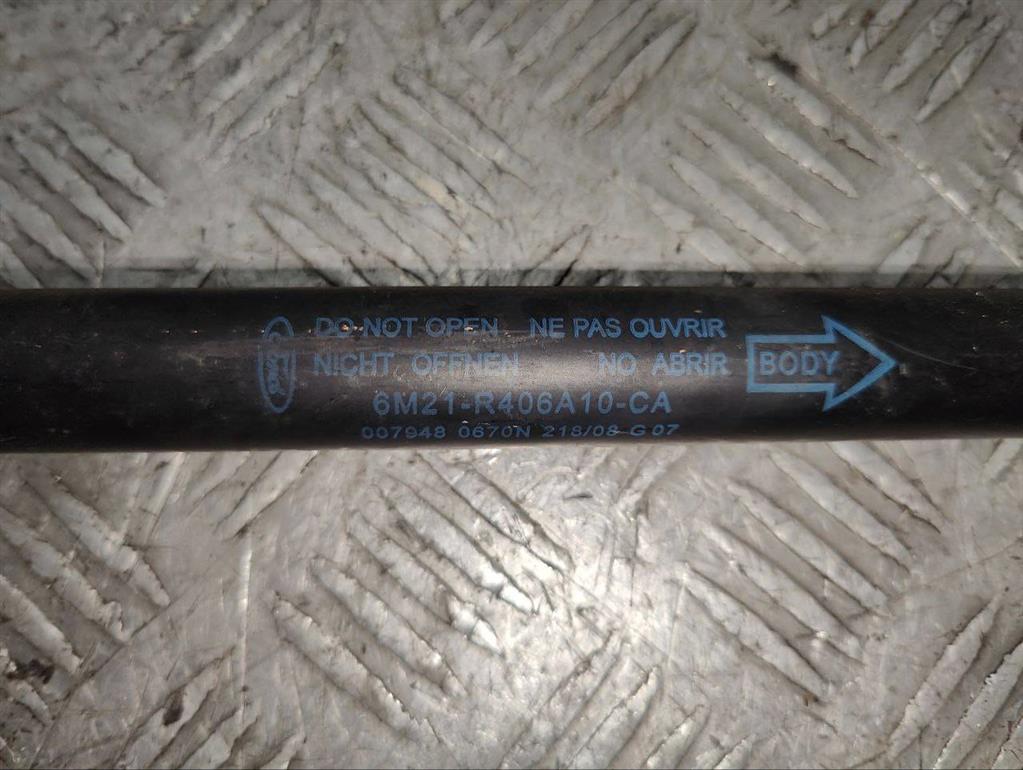 Ford
DO NOT OPEN NE PAS OUVRIR
NICHT OFFNEN NO ABRIR
BODY
6M21-R406A10-CA
007948 0670N 218/08 G 07